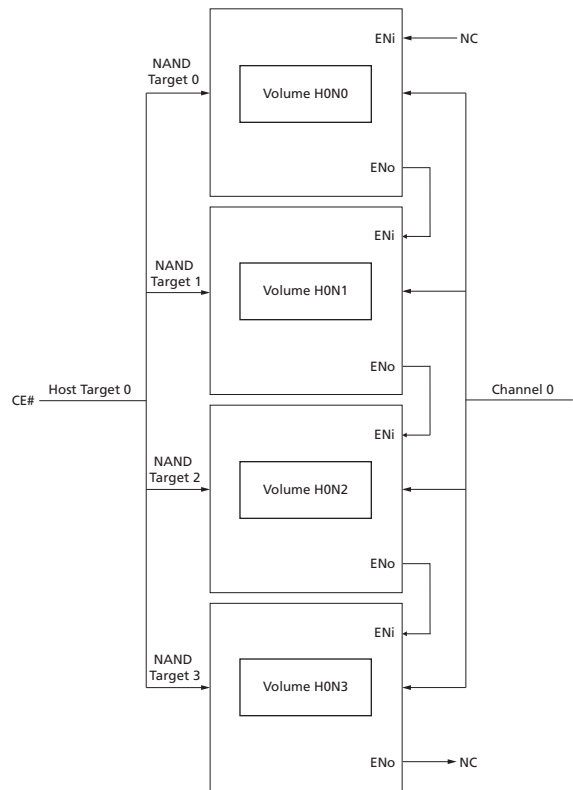 ENi
NC
NAND
Target 0
Volume H0N0
ENo
ENi
NAND
Target 1
Volume H0N1
ENo
Host Target 0
CE#
Channel 0
ENi
NAND
Target 2
Volume H0N2
ENo
ENi
NAND
Target 3
Volume H0N3
ENo
NC